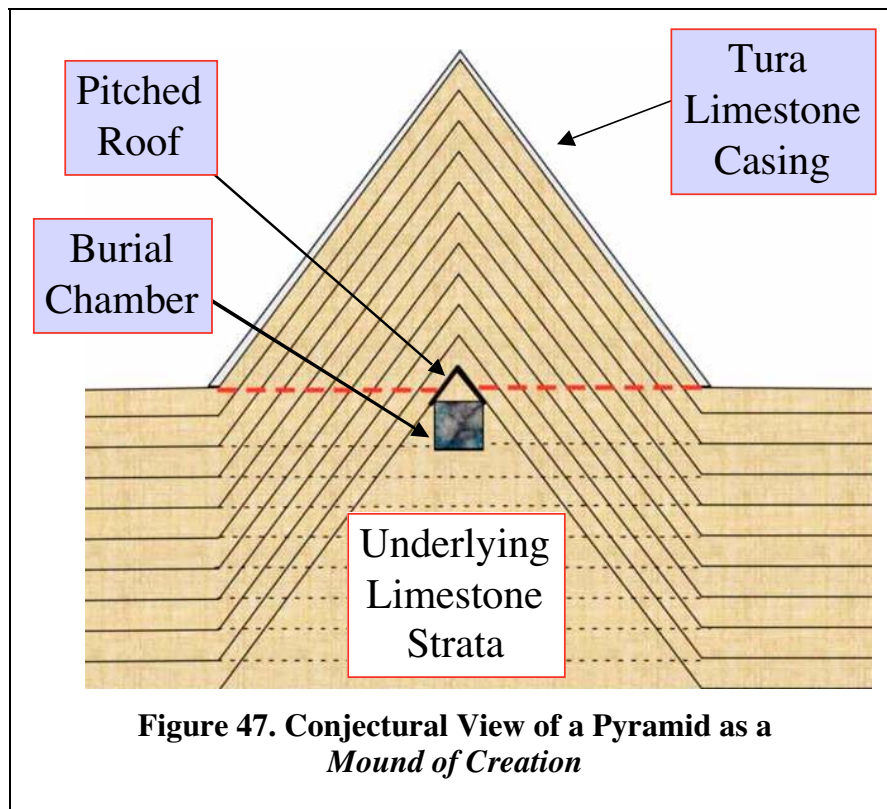 Pitched
Roof
Tura
Limestone
Casing
Burial
Chamber
Underlying
Limestone
Strata
Figure 47. Conjectural View of a Pyramid as a
Mound of Creation